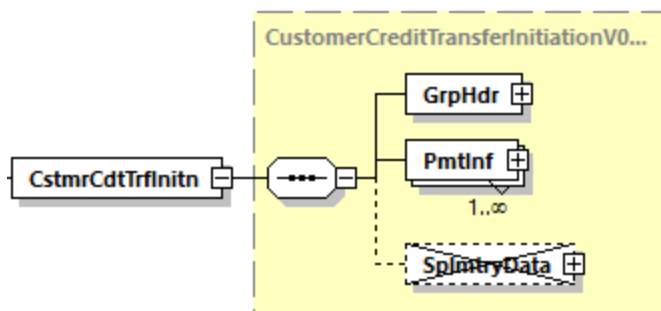 CustomerCreditTransferInitiationV0...
GrpHdr
CstmrCdtTrfInitn
PmtInf
1..∞
SplmtryData